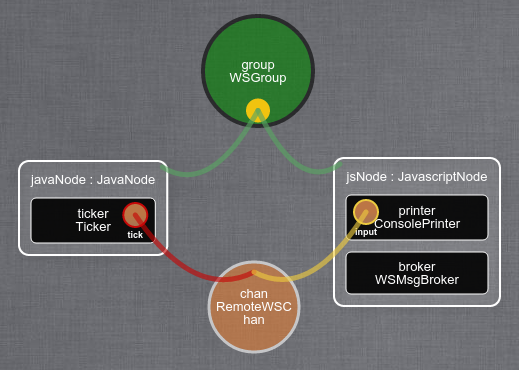 group
WSGroup
javaNode : JavaNode
ticker
Ticker
tick
jsNode : JavascriptNode
printer
ConsolePrinter
input
broker
WSMsgBroker
chan
RemoteWSC
han